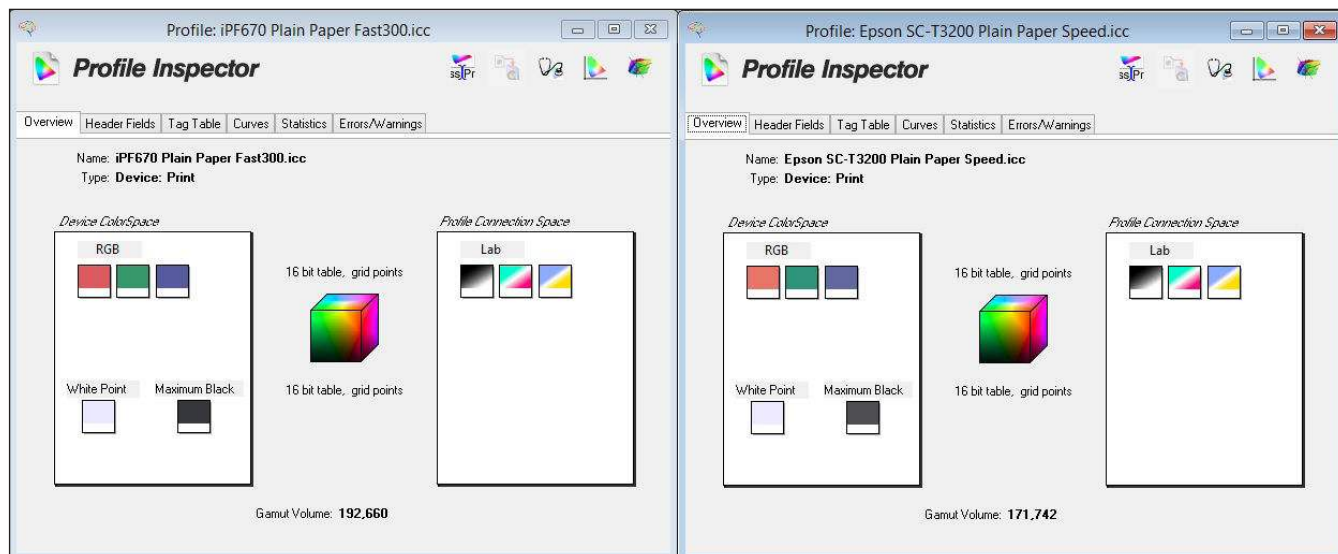 Profile: iPF670 Plain Paper Fast300.icc
Profile Inspector
Overview Header Fields Tag Table Curves Statistics Errors/Warnings
Name: iPF670 Plain Paper Fast300.icc
Type: Device: Print
Device ColorSpace
Profile Connection Space
RGB
Lab
16 bit table, grid points
16 bit table, grid points
White Point Maximum Black
Gamut Volume: 192,660
Profile: Epson SC-T3200 Plain Paper Speed.icc
Profile Inspector
Overview Header Fields Tag Table Curves Statistics Errors/Warnings
Name: Epson SC-T3200 Plain Paper Speed.icc
Type: Device: Print
Device ColorSpace
Profile Connection Space
RGB
Lab
16 bit table, grid points
16 bit table, grid points
White Point Maximum Black
Gamut Volume: 171,742